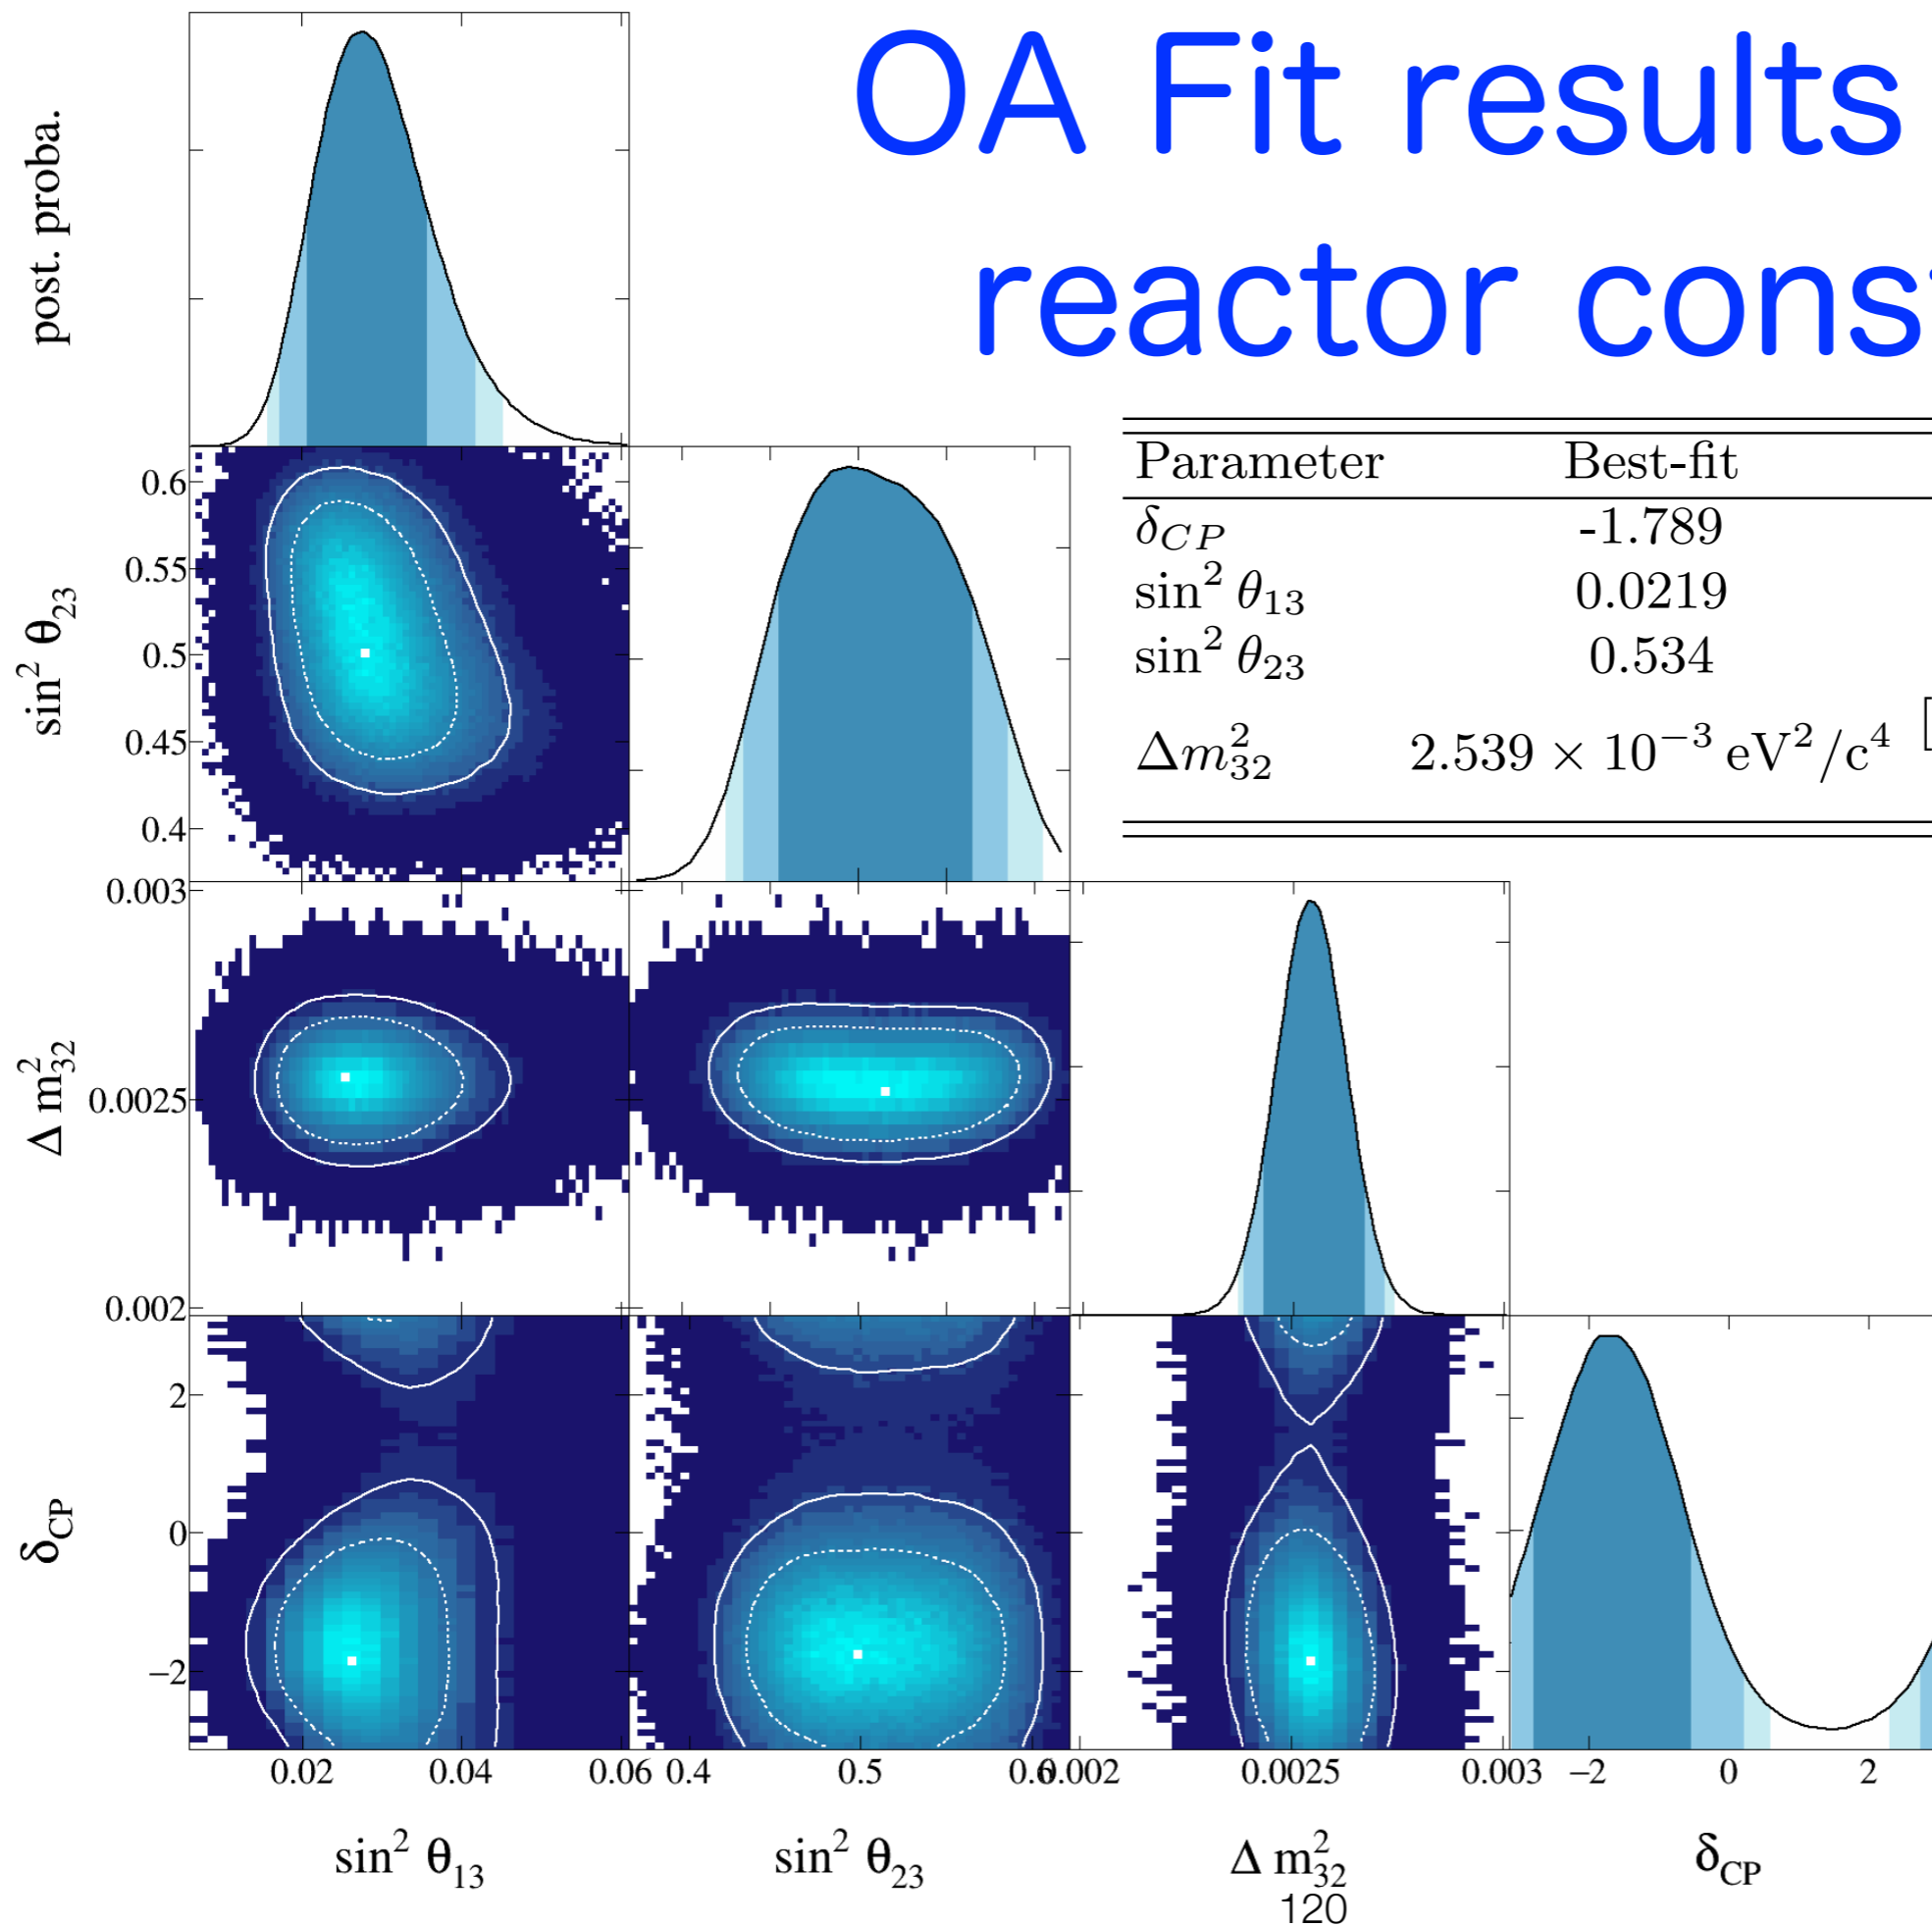 OA Fit results
reactor cons
post. proba.
Parameter Best-fit
δCP -1.789
sin² θ₁₃ 0.0219
sin² θ₂₃ 0.534
Δm²₃₂ 2.539 × 10⁻³ eV²/c⁴ [
sin² θ₂₃
0.6
0.55
0.5
0.45
0.4
Δ m²₃₂
0.003
0.0025
0.002
δCP
2
0
−2
0.02 0.04 0.06 0.4 0.5 0.6 0.002 0.0025 0.003 −2 0 2
sin² θ₁₃ sin² θ₂₃ Δ m²₃₂ δCP
120